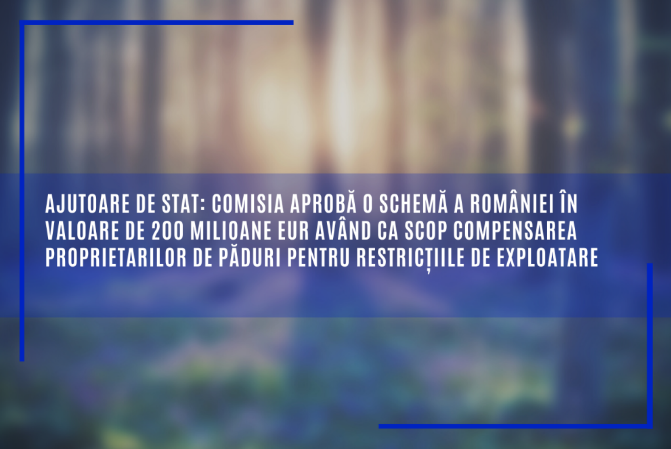 AJUTOARE DE STAT: COMISIA APROBĂ O SCHEMĂ A ROMÂNIEI ÎN
VALOARE DE 200 MILIOANE EUR AVÂND CA SCOP COMPENSAREA
PROPRIETARILOR DE PĂDURI PENTRU RESTRICȚIILE DE EXPLOATARE